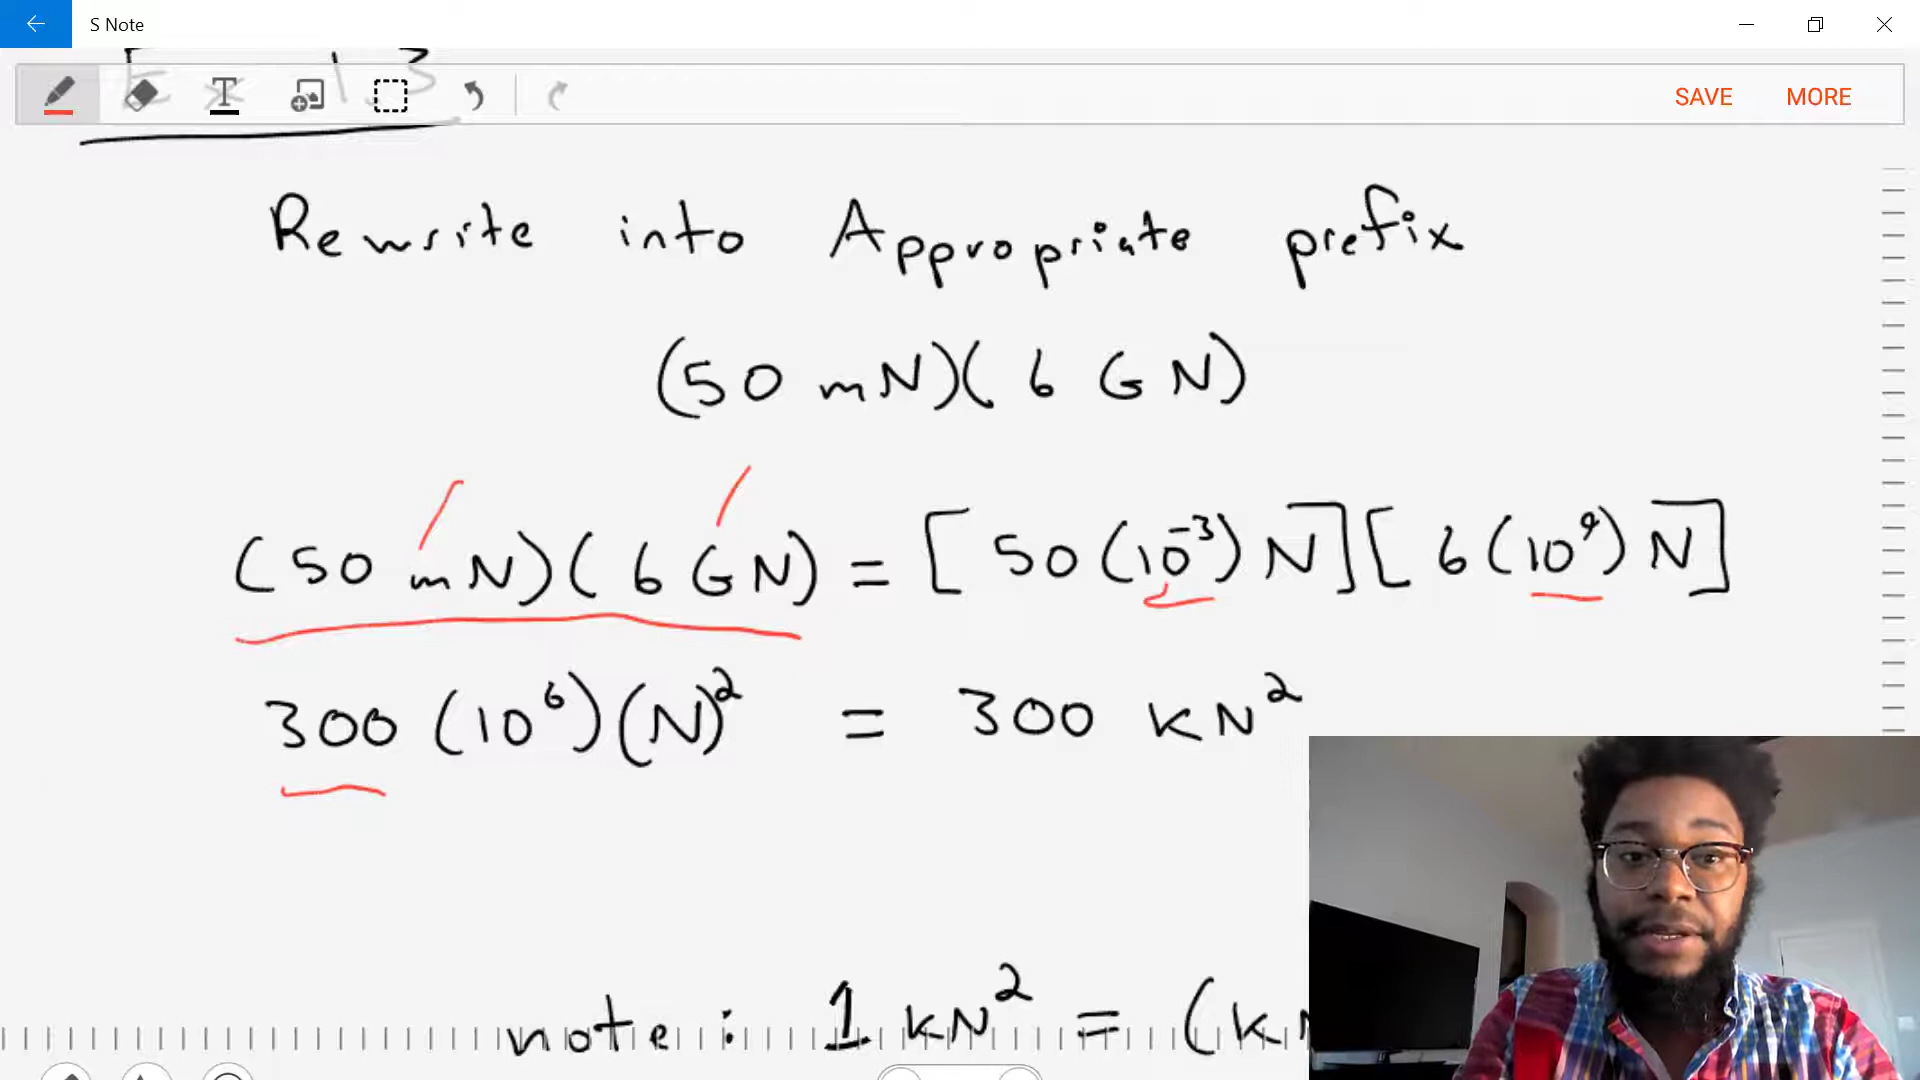 S Note
SAVE MORE
Rewrite into Appropriate prefix
(50 mN)(6 GN)
(50 mN)(6 GN) = [50(10⁻³)N][6(10⁹)N]
300(10⁶)(N)² = 300 kN²
note: 1 kN² = (k